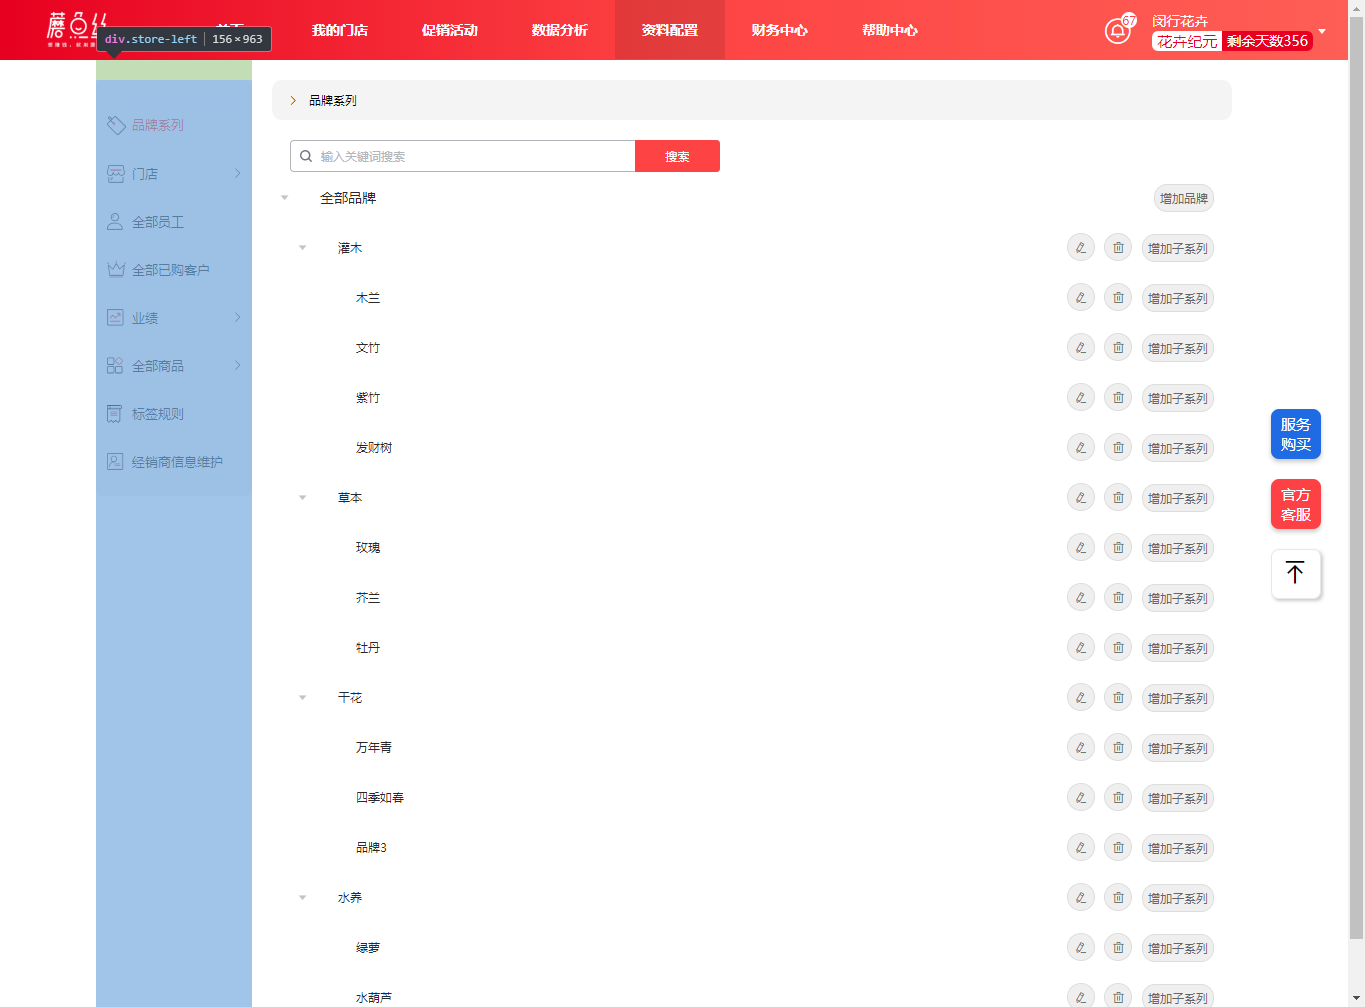 蘑点丝
我的门店
促销活动
数据分析
资料配置
财务中心
帮助中心
67
闵行花卉
花卉纪元 剩余天数356
div.store-left 156×963
品牌系列
门店
全部员工
全部已购客户
业绩
全部商品
标签规则
经销商信息维护
品牌系列
输入关键词搜索
搜索
全部品牌 增加品牌
灌木 增加子系列
木兰 增加子系列
文竹 增加子系列
紫竹 增加子系列
发财树 增加子系列
草本 增加子系列
玫瑰 增加子系列
芥兰 增加子系列
牡丹 增加子系列
干花 增加子系列
万年青 增加子系列
四季如春 增加子系列
品牌3 增加子系列
水养 增加子系列
绿萝 增加子系列
水葫芦 增加子系列
服务
购买
官方
客服